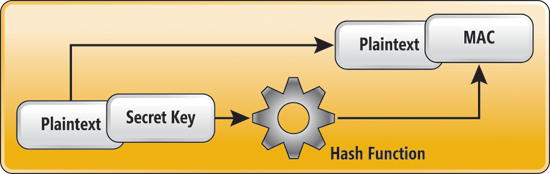 Plaintext
MAC
Plaintext
Secret Key
Hash Function